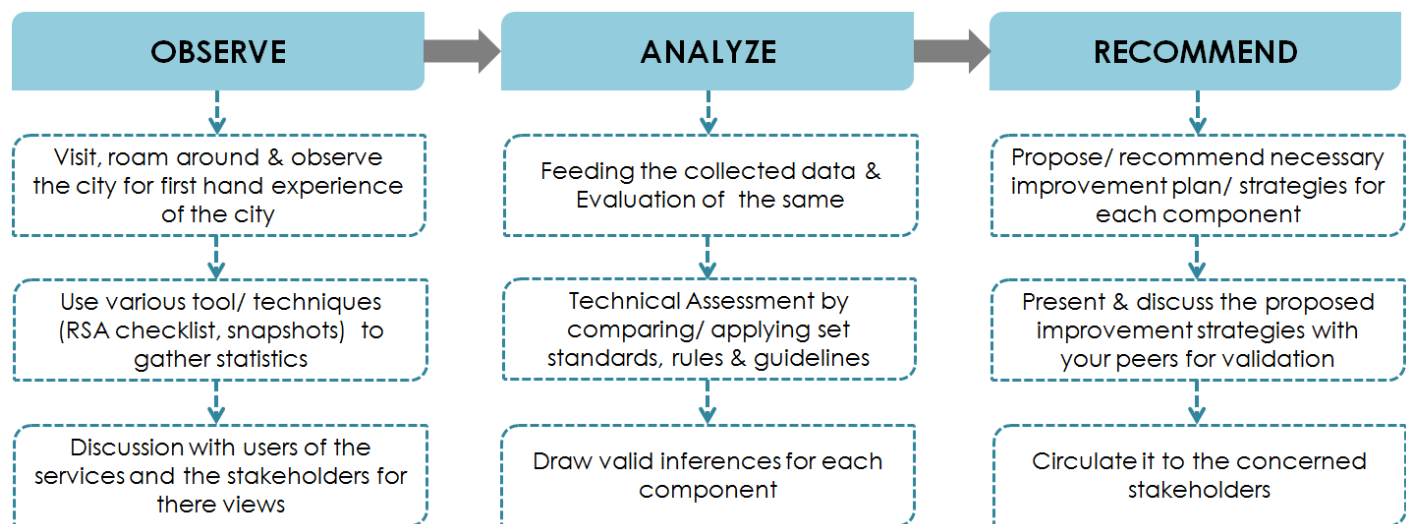 OBSERVE
Visit, roam around & observe
the city for first hand experience
of the city
Use various tool/ techniques
(RSA checklist, snapshots) to
gather statistics
Discussion with users of the
services and the stakeholders for
there views
ANALYZE
Feeding the collected data &
Evaluation of the same
Technical Assessment by
comparing/ applying set
standards, rules & guidelines
Draw valid inferences for each
component
RECOMMEND
Propose/ recommend necessary
improvement plan/ strategies for
each component
Present & discuss the proposed
improvement strategies with
your peers for validation
Circulate it to the concerned
stakeholders